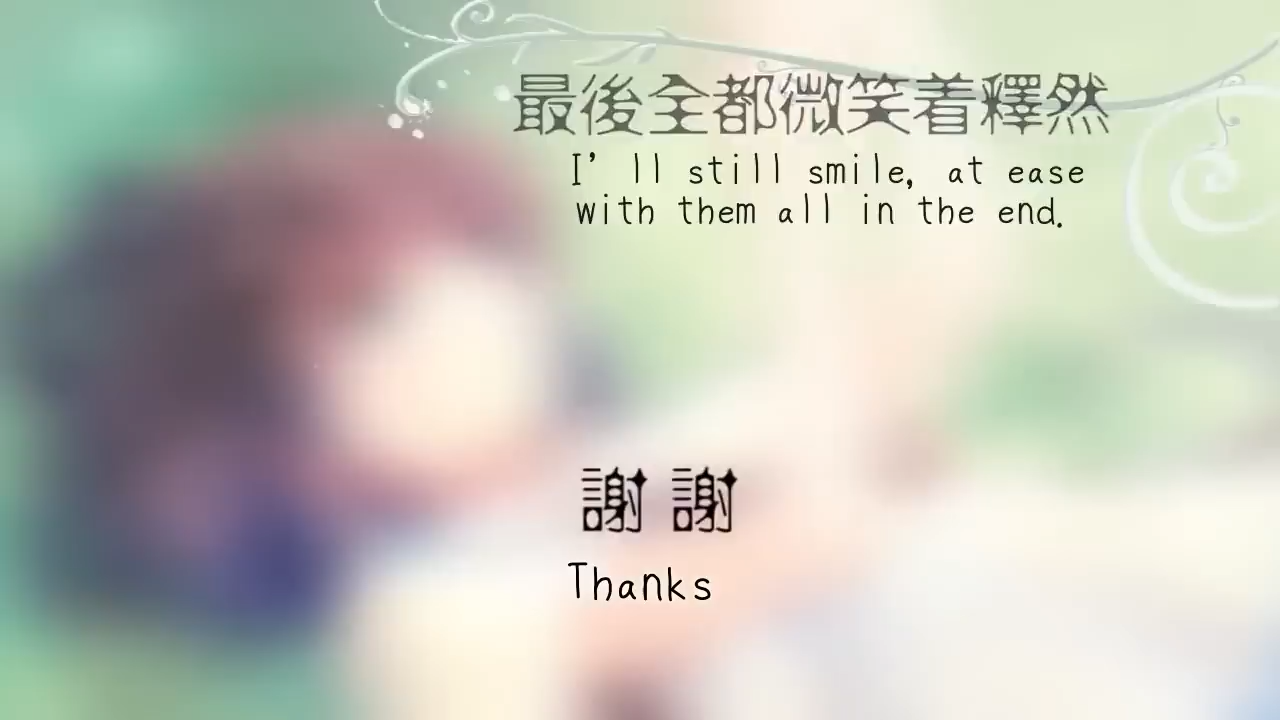 最後全都微笑着釋然
I'll still smile, at ease
with them all in the end.
謝謝
Thanks